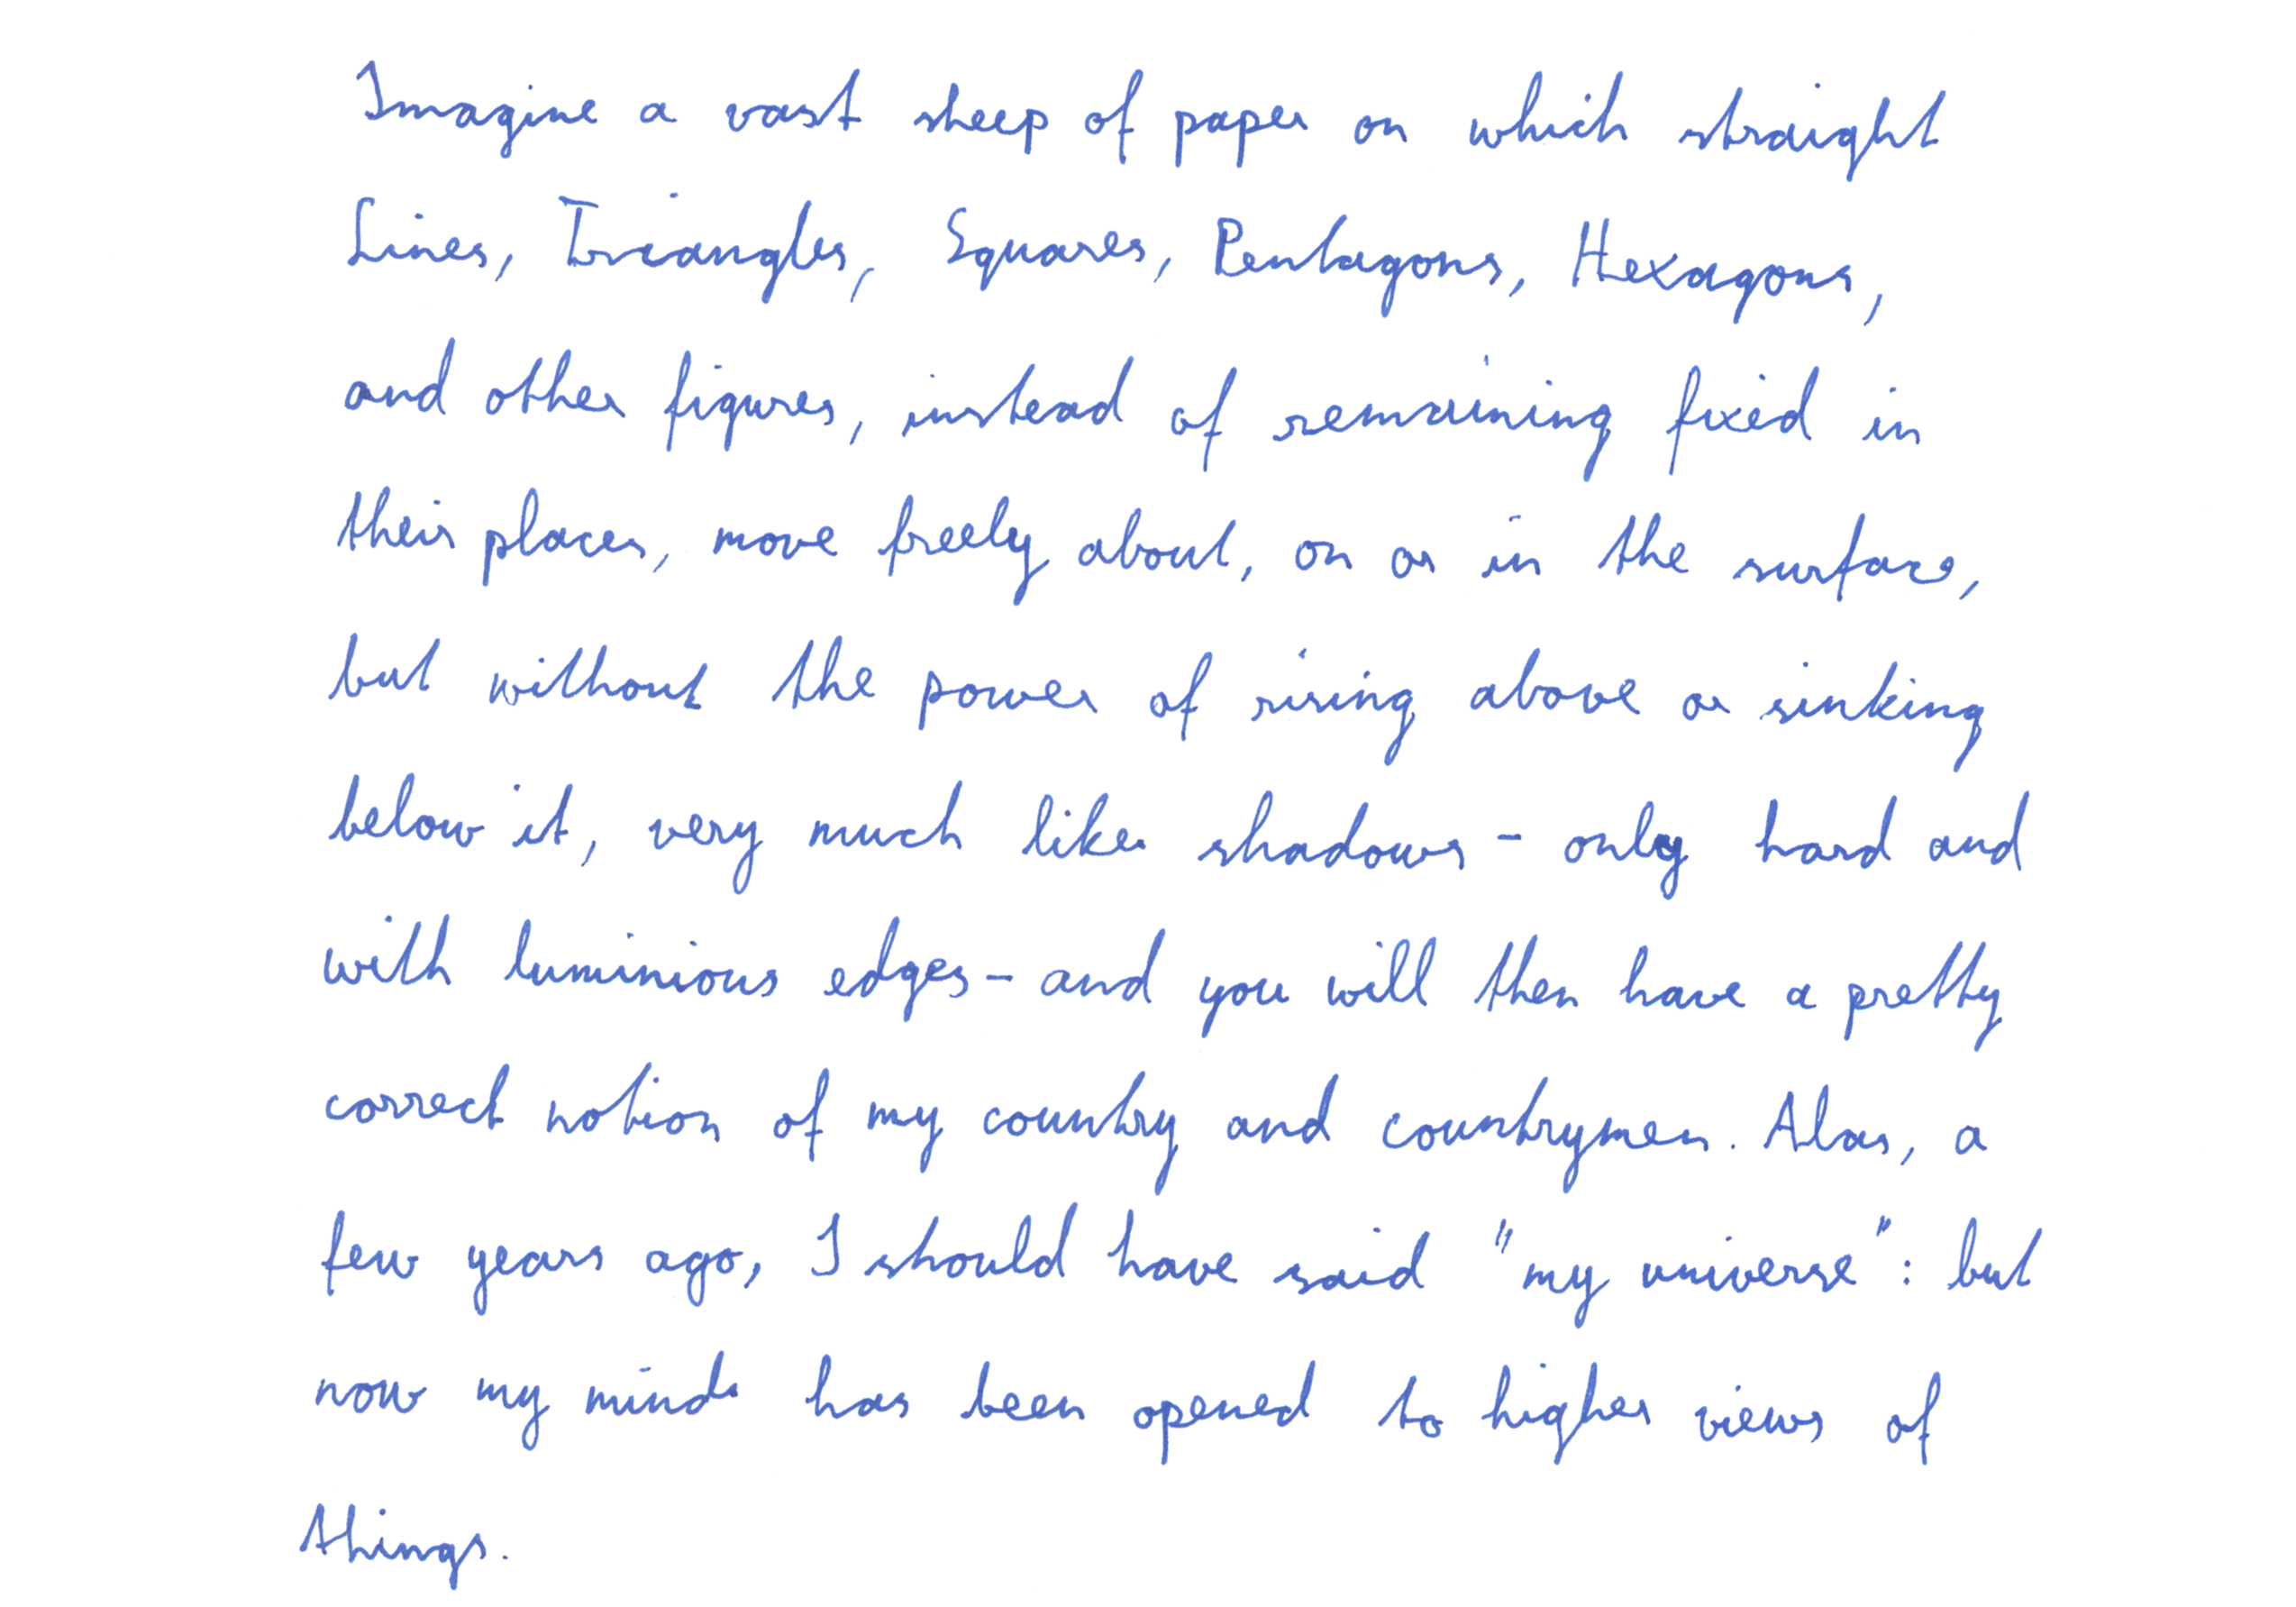 Imagine a vast sheep of paper on which straight
Lines, Triangles, Squares, Pentagons, Hexagons,
and other figures, instead of remaining fixed in
their places, move freely about, on or in the surface,
but without the power of rising above or sinking
below it, very much like shadows - only hard and
with luminious edges - and you will then have a pretty
correct notion of my country and countrymen. Alas, a
few years ago, I should have said "my universe": but
now my mind has been opened to higher views of
things.